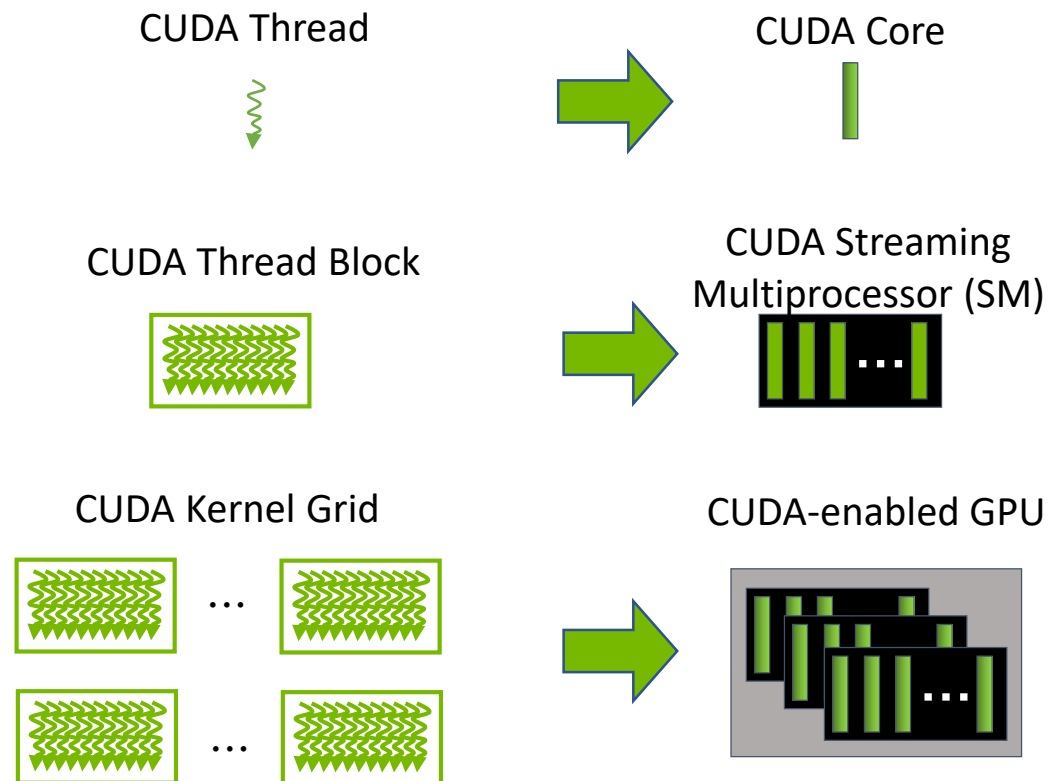 CUDA Thread
CUDA Core
CUDA Thread Block
CUDA Streaming
Multiprocessor (SM)
...
CUDA Kernel Grid
CUDA-enabled GPU
...
...
...